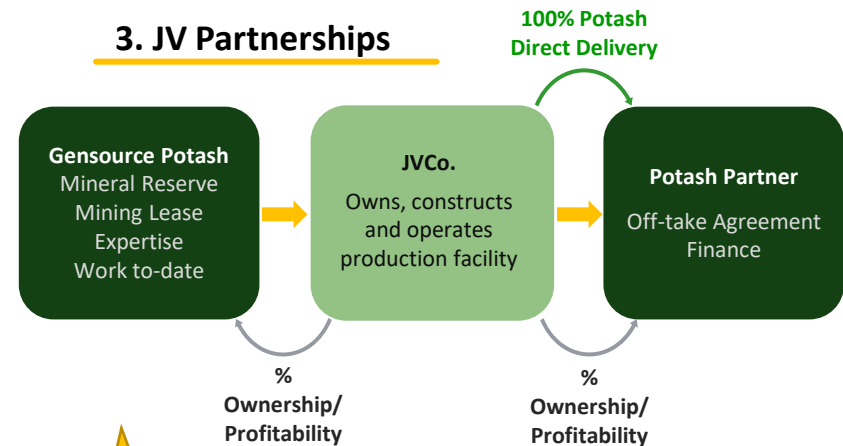 3. JV Partnerships
100% Potash
Direct Delivery
Gensource Potash
Mineral Reserve
Mining Lease
Expertise
Work to-date
JVCo.
Owns, constructs
and operates
production facility
Potash Partner
Off-take Agreement
Finance
%
Ownership/
Profitability
%
Ownership/
Profitability